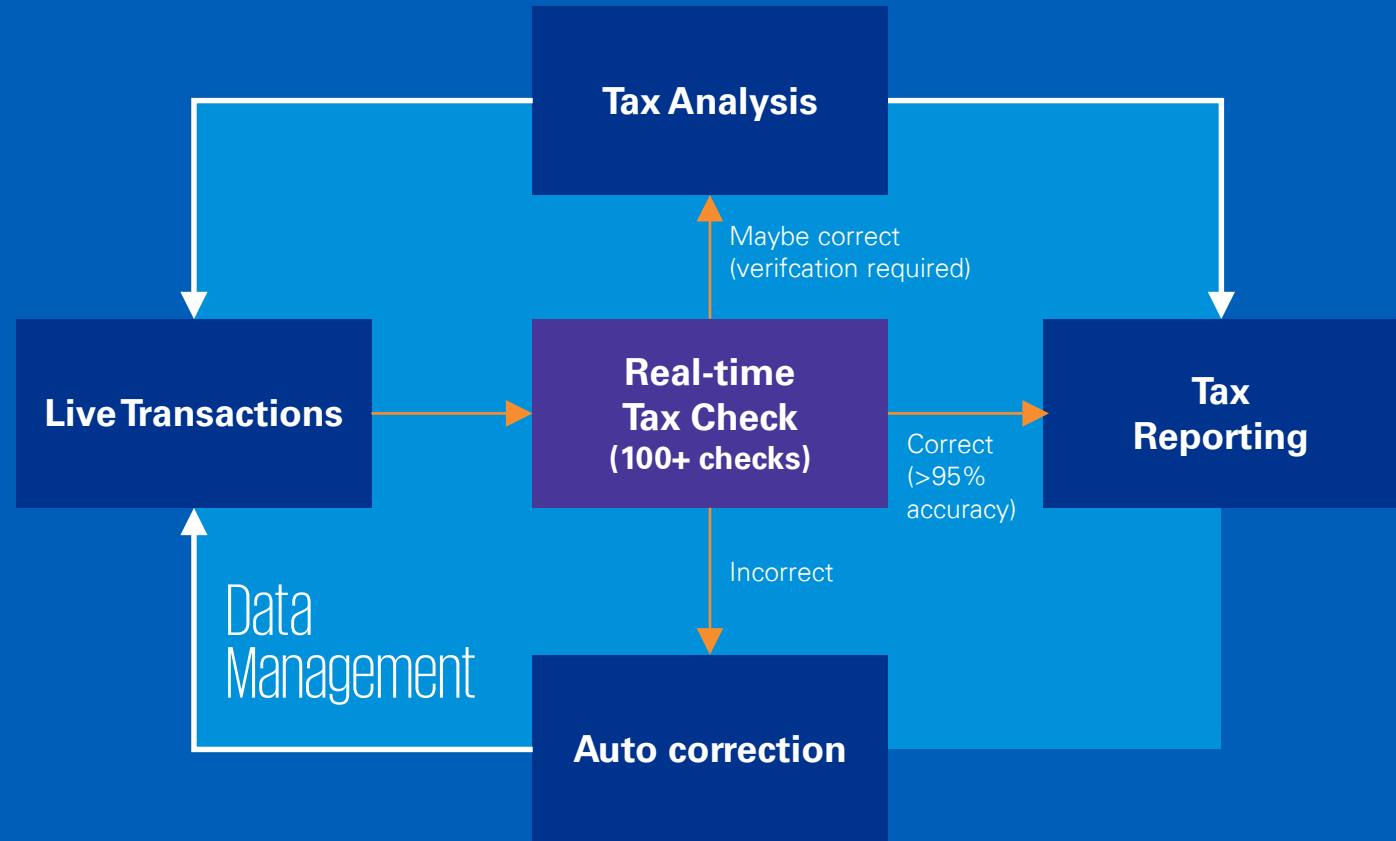 Tax Analysis
Maybe correct
(verifcation required)
Live Transactions
Real-time
Tax Check
(100+ checks)
Correct
(>95%
accuracy)
Tax
Reporting
Incorrect
Data
Management
Auto correction